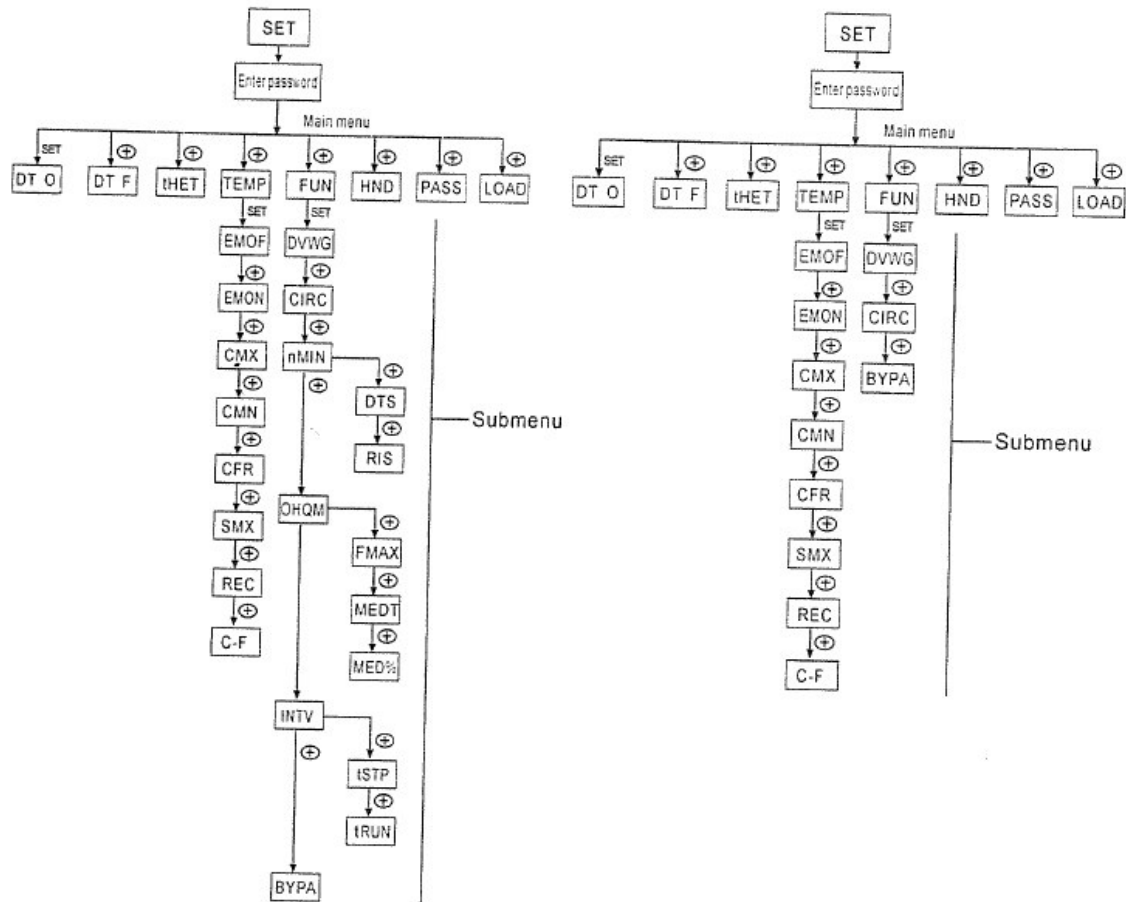 SET
Enter password
Main menu
SET
DT O
DT F
tHET
TEMP
FUN
HND
PASS
LOAD
SET
EMOF
EMON
CMX
CMN
CFR
SMX
REC
C-F
SET
DVWG
CIRC
nMIN
DTS
RIS
OHQM
FMAX
MEDT
MED%
INTV
tSTP
tRUN
BYPA
Submenu
SET
Enter password
Main menu
SET
DT O
DT F
tHET
TEMP
FUN
HND
PASS
LOAD
SET
EMOF
EMON
CMX
CMN
CFR
SMX
REC
C-F
SET
DVWG
CIRC
BYPA
Submenu